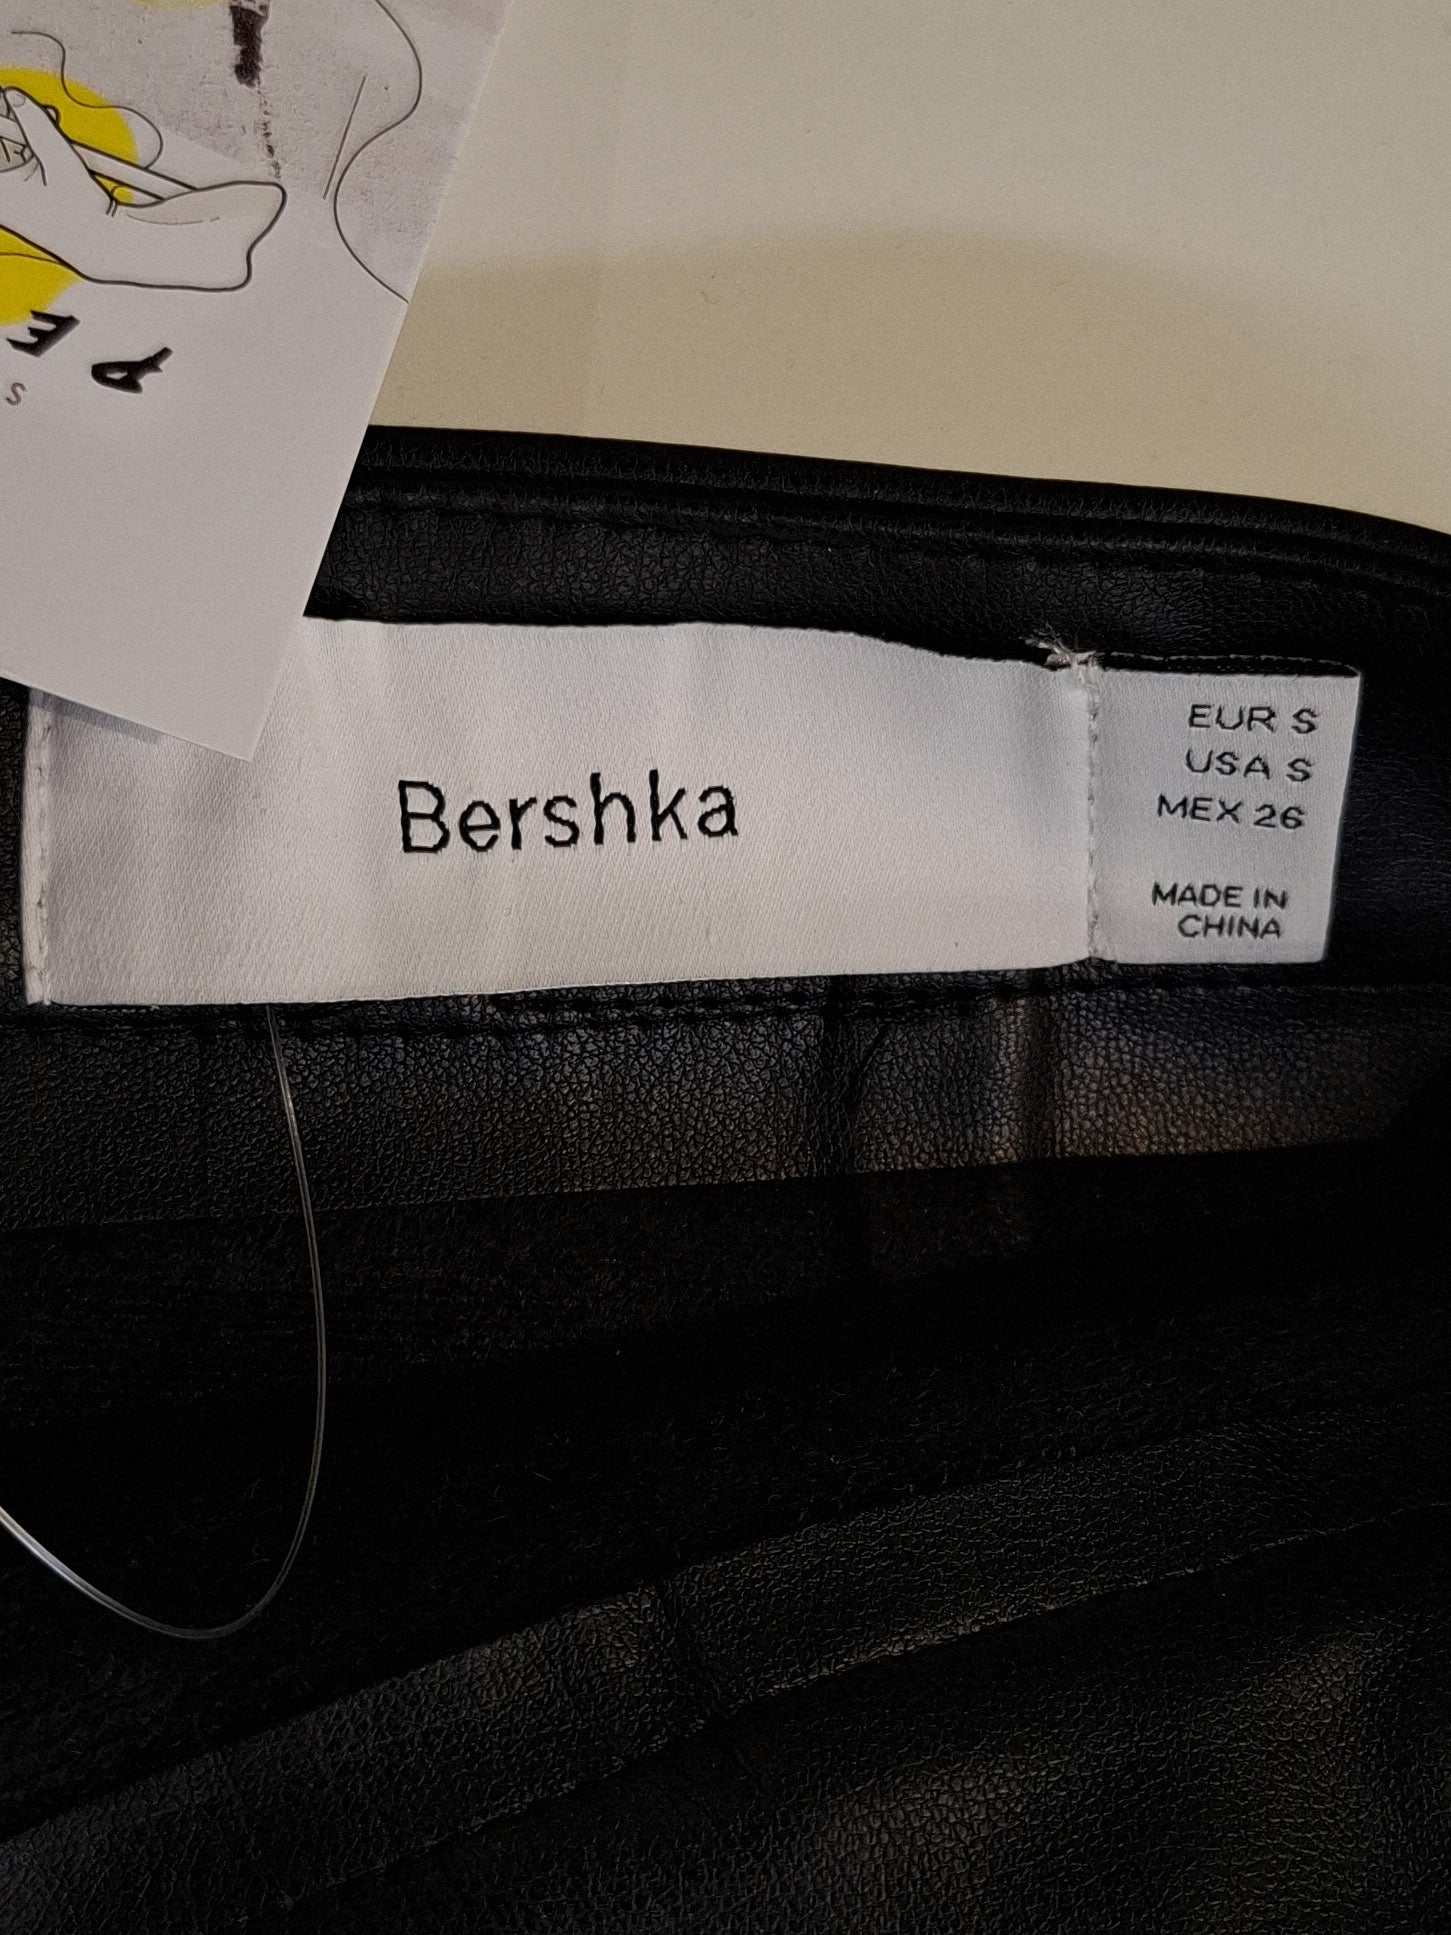 Bershka
EUR S
USA S
MEX 26
MADE IN
CHINA